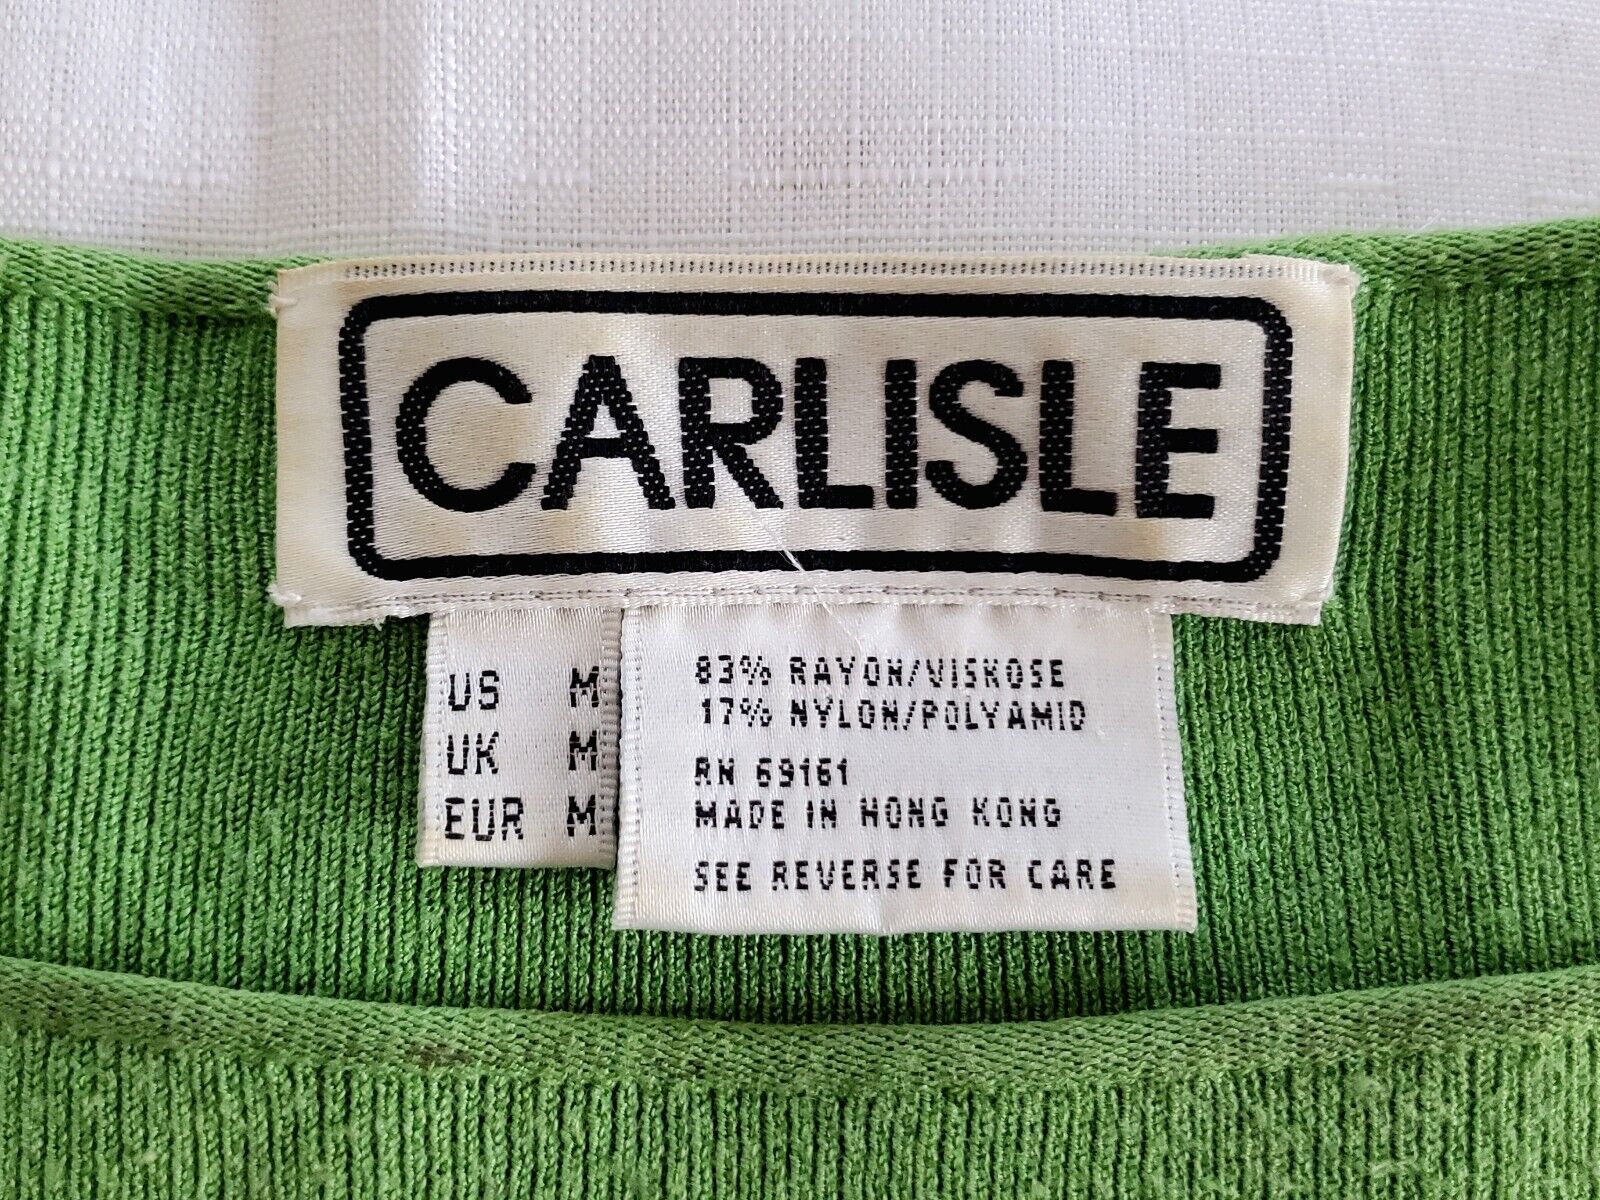 CARLISLE
US M
UK M
EUR M
83% RAYON/VISKOSE
17% NYLON/POLYAMID
RN 69161
MADE IN HONG KONG
SEE REVERSE FOR CARE